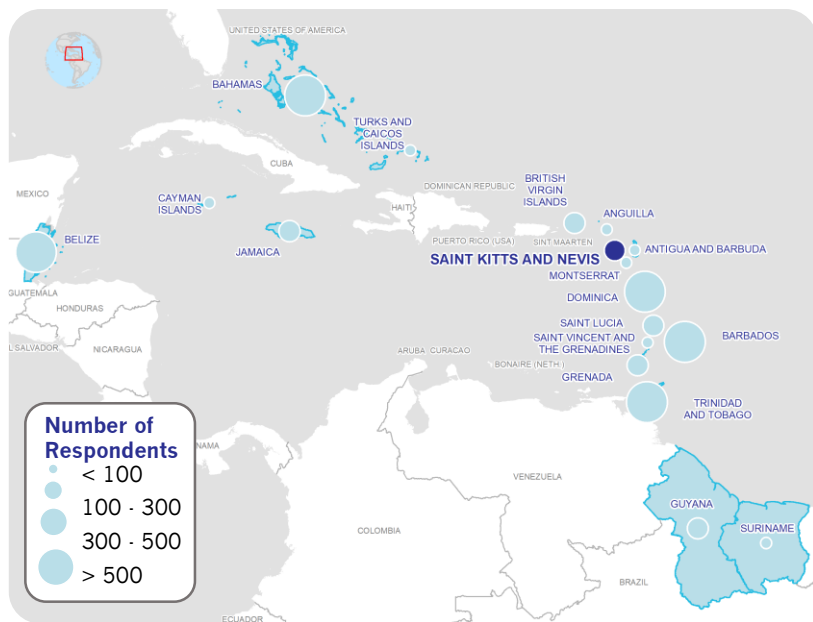 UNITED STATES OF AMERICA
BAHAMAS
TURKS AND
CAICOS
ISLANDS
CUBA
MEXICO
CAYMAN
ISLANDS
BELIZE
JAMAICA
HAITI
DOMINICAN REPUBLIC
BRITISH
VIRGIN
ISLANDS
ANGUILLA
PUERTO RICO (USA)
SINT MAARTEN
ANTIGUA AND BARBUDA
SAINT KITTS AND NEVIS
MONTSERRAT
DOMINICA
GUATEMALA
HONDURAS
SAINT LUCIA
SAINT VINCENT AND
THE GRENADINES
BARBADOS
L SALVADOR
NICARAGUA
ARUBA
CURACAO
BONAIRE (NETH.)
GRENADA
TRINIDAD
AND TOBAGO
Number of
Respondents
< 100
100 - 300
300 - 500
> 500
NAMA
VENEZUELA
GUYANA
SURINAME
COLOMBIA
BRAZIL
ECUADOR